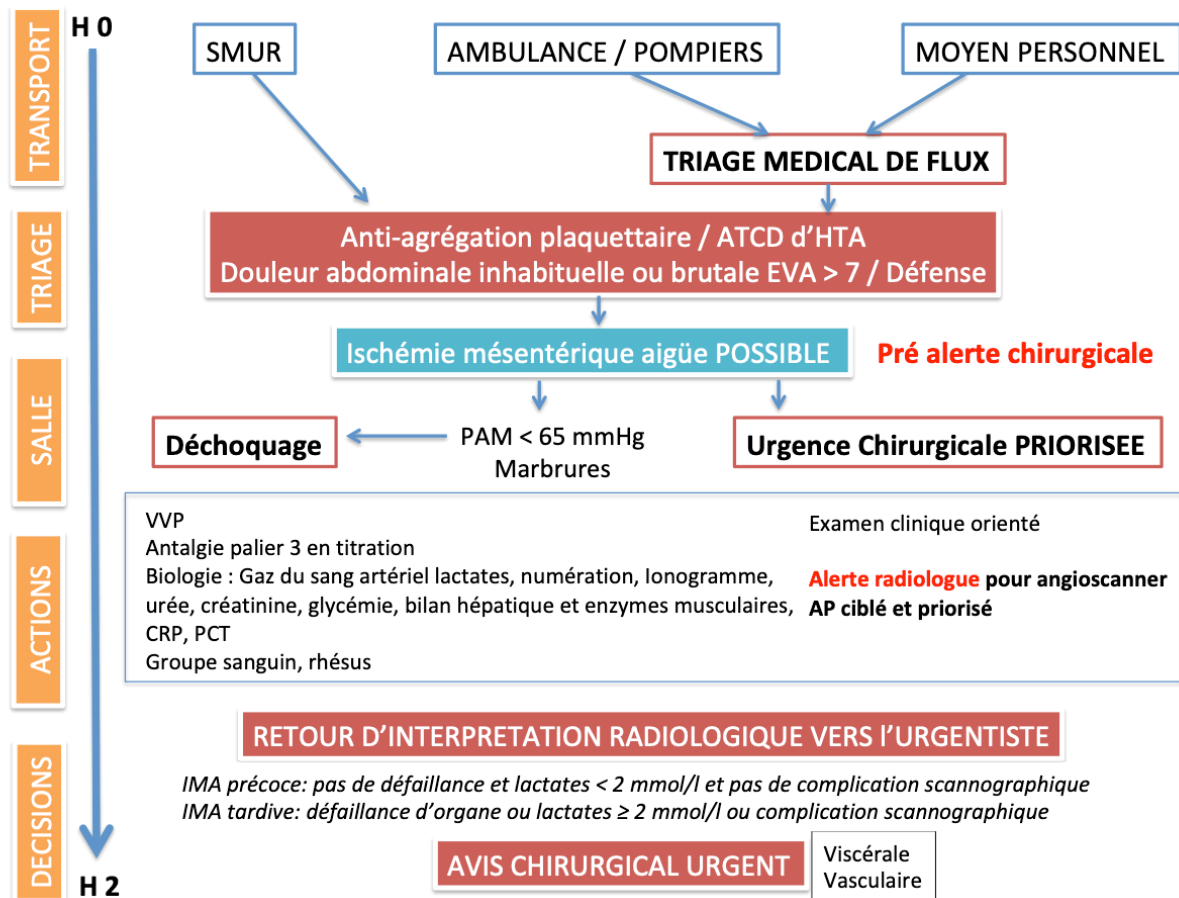 H 0
TRANSPORT
SMUR
AMBULANCE / POMPIERS
MOYEN PERSONNEL
TRIAGE MEDICAL DE FLUX
TRIAGE
Anti-agrégation plaquettaire / ATCD d’HTA
Douleur abdominale inhabituelle ou brutale EVA > 7 / Défense
Ischémie mésentérique aigüe POSSIBLE
Pré alerte chirurgicale
SALLE
Déchoquage
PAM < 65 mmHg
Marbrures
Urgence Chirurgicale PRIORISEE
ACTIONS
VVP
Antalgie palier 3 en titration
Biologie : Gaz du sang artériel lactates, numération, Ionogramme,
urée, créatinine, glycémie, bilan hépatique et enzymes musculaires,
CRP, PCT
Groupe sanguin, rhésus
Examen clinique orienté
Alerte radiologue pour angioscanner
AP ciblé et priorisé
DECISIONS
RETOUR D’INTERPRETATION RADIOLOGIQUE VERS l’URGENTISTE
IMA précoce: pas de défaillance et lactates < 2 mmol/l et pas de complication scannographique
IMA tardive: défaillance d’organe ou lactates ≥ 2 mmol/l ou complication scannographique
AVIS CHIRURGICAL URGENT
Viscérale
Vasculaire
H 2